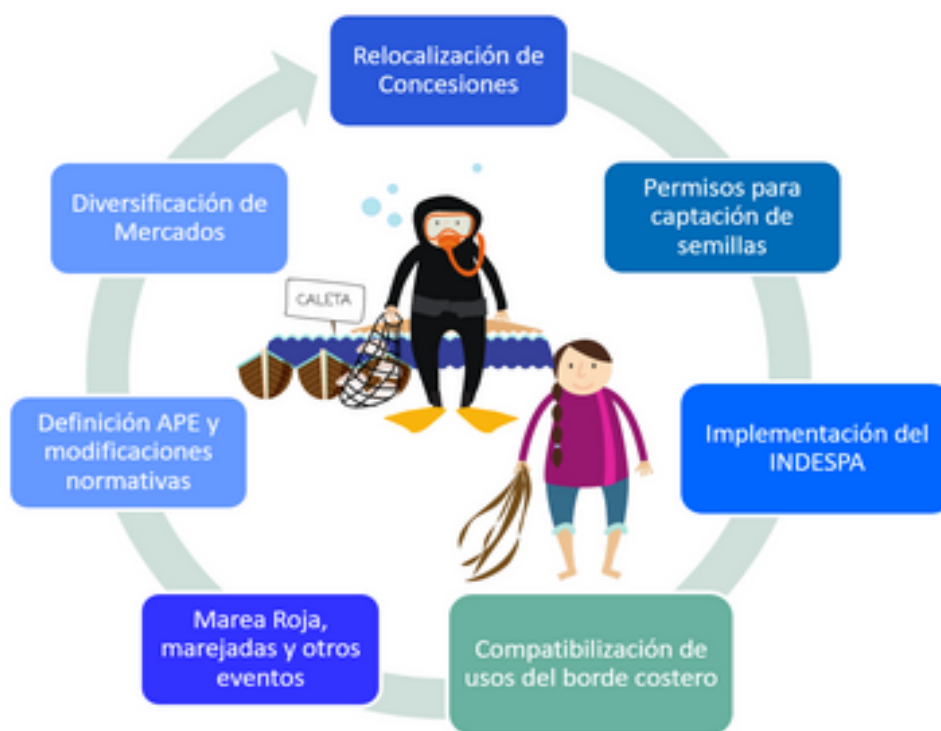 Relocalización de
Concesiones
Permisos para
captación de
semillas
Implementación del
INDESPA
Compatibilización de
usos del borde costero
Marea Roja,
marejadas y otros
eventos
Definición APE y
modificaciones
normativas
Diversificación de
Mercados
CALETA